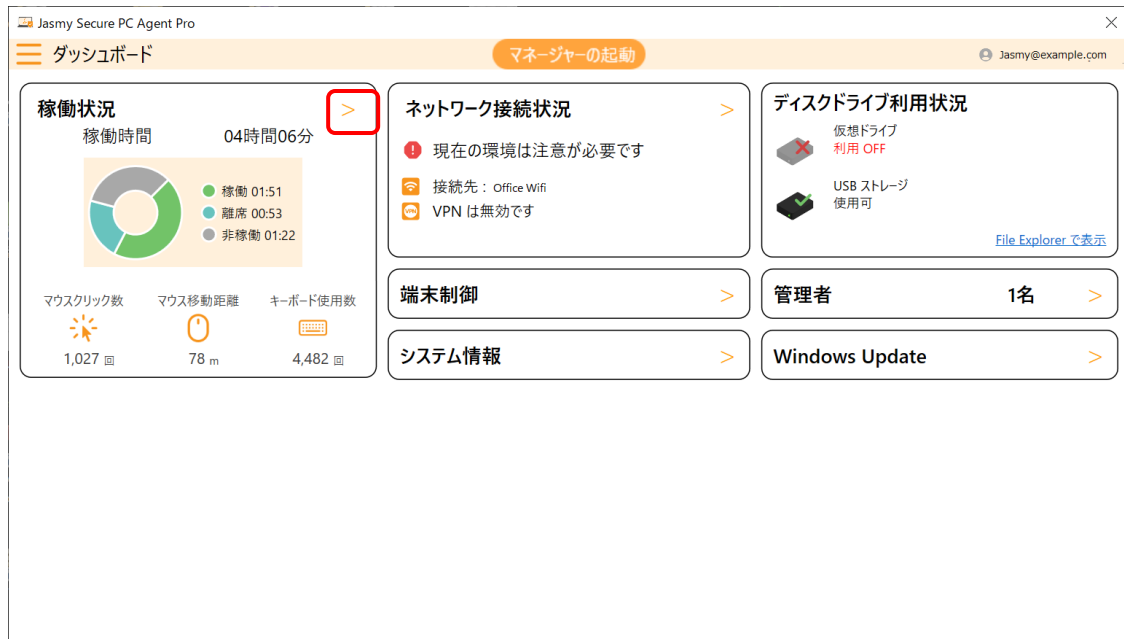 Jasmy Secure PC Agent Pro
ダッシュボード
マネージャーの起動
Jasmy@example.com
稼働状況 >
稼働時間 04時間06分
稼働 01:51
離席 00:53
非稼働 01:22
マウスクリック数 マウス移動距離 キーボード使用数
1,027 回 78 m 4,482 回
ネットワーク接続状況 >
現在の環境は注意が必要です
接続先： Office Wifi
VPN VPN は無効です
ディスクドライブ利用状況
仮想ドライブ
利用 OFF
USB ストレージ
使用可
File Explorer で表示
端末制御 >
管理者 1名 >
システム情報 >
Windows Update >